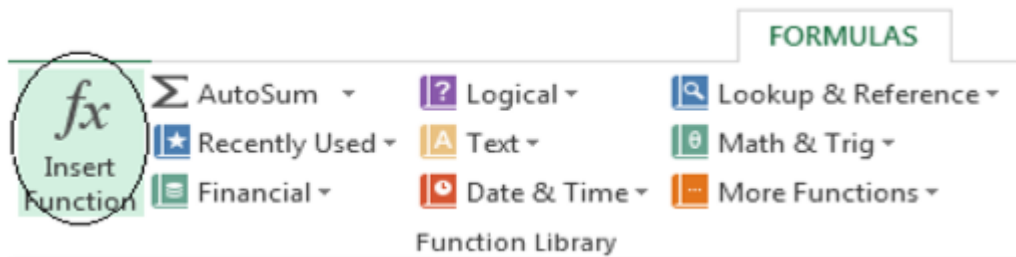 FORMULAS
fx
Insert
Function
AutoSum
Recently Used
Financial
Logical
Text
Date & Time
Lookup & Reference
Math & Trig
More Functions
Function Library